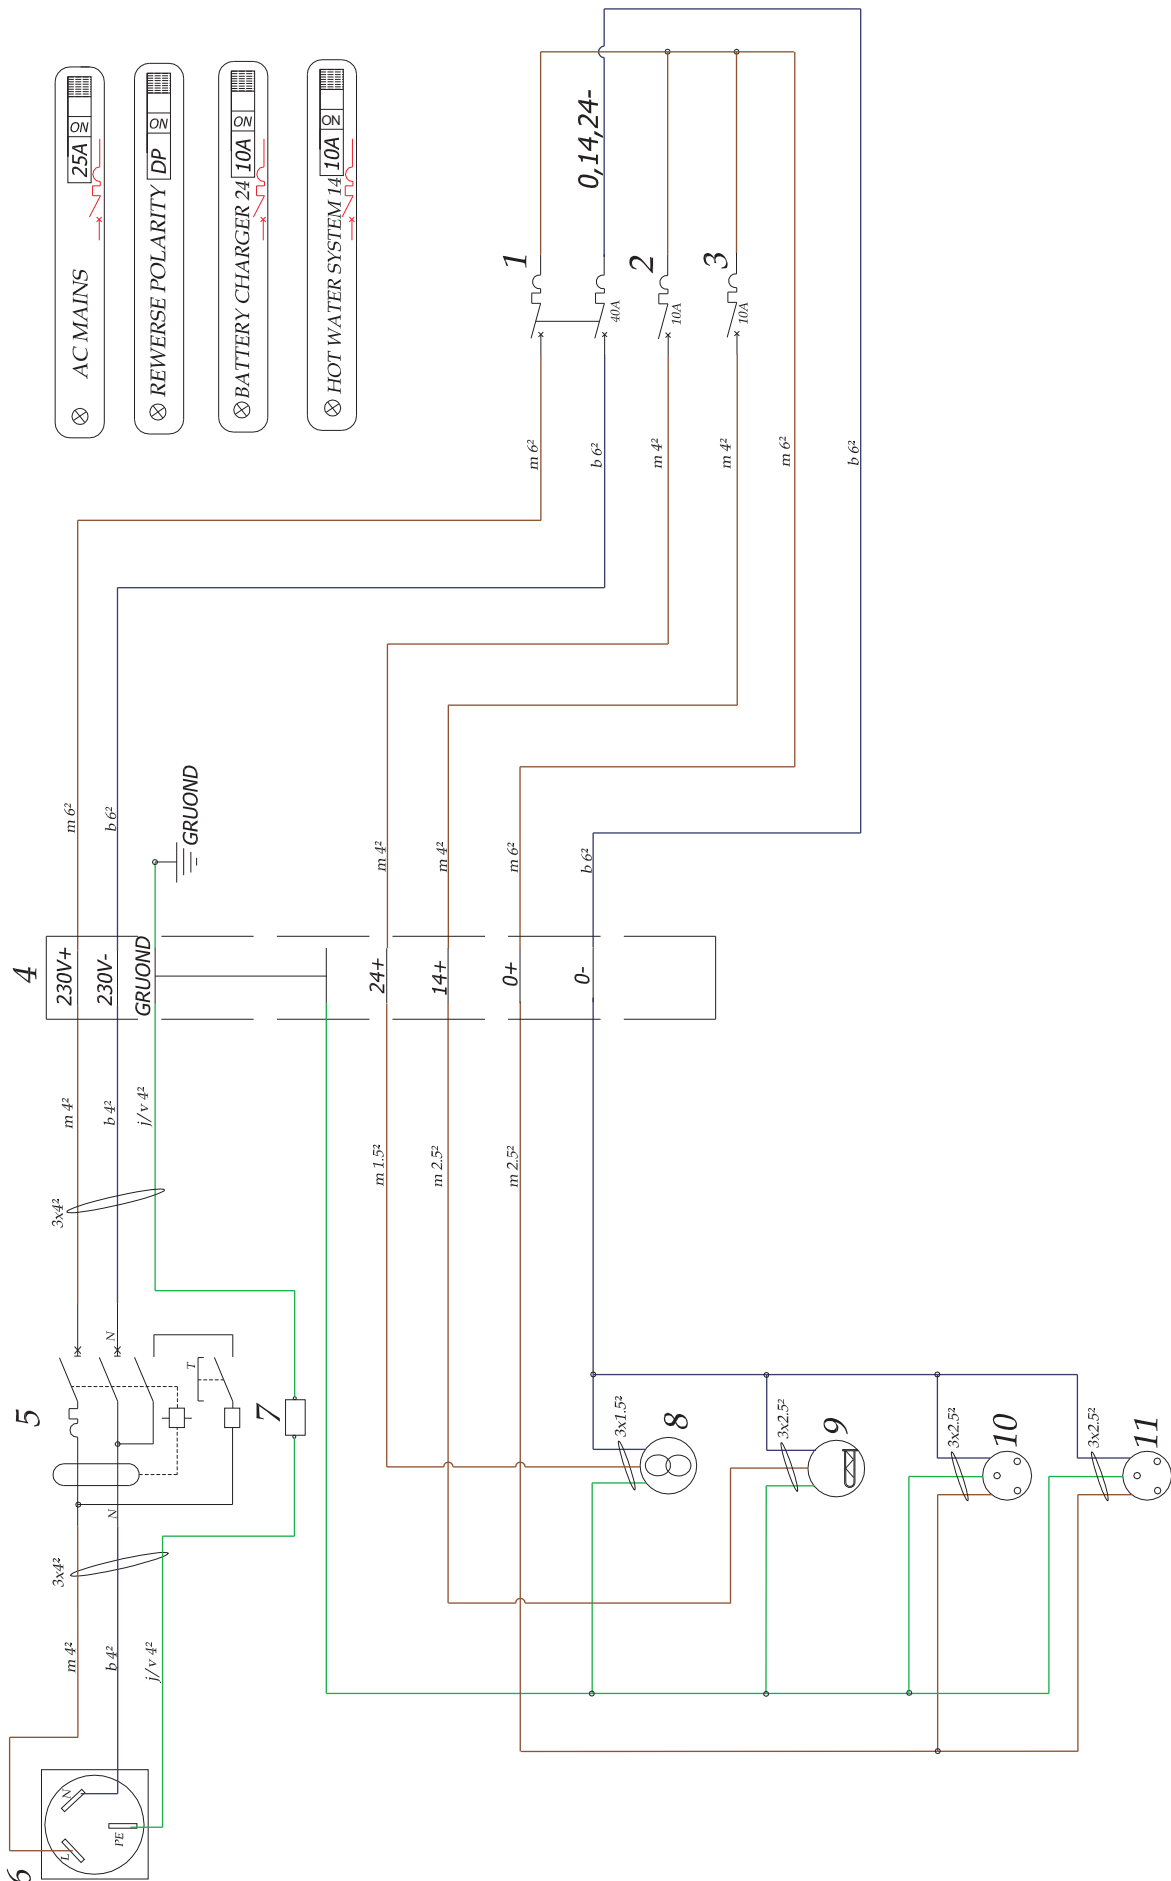 AC MAINS
ON
25A
REWERSE POLARITY
ON
DP
BATTERY CHARGER 24
ON
10A
HOT WATER SYSTEM 14
ON
10A
0,14,24-
1
40A
2
10A
3
10A
m 6²
b 6²
m 4²
m 4²
m 6²
b 6²
m 6²
b 6²
GRUOND
m 4²
m 4²
m 6²
b 6²
4
230V+
230V-
GRUOND
24+
14+
0+
0-
m 4²
b 4²
j/v 4²
m 1.5²
m 2.5²
m 2.5²
3x4²
N
T
5
7
N
3x4²
3x1.5²
8
3x2.5²
9
3x2.5²
10
3x2.5²
11
m 4²
b 4²
j/v 4²
6
L
N
PE